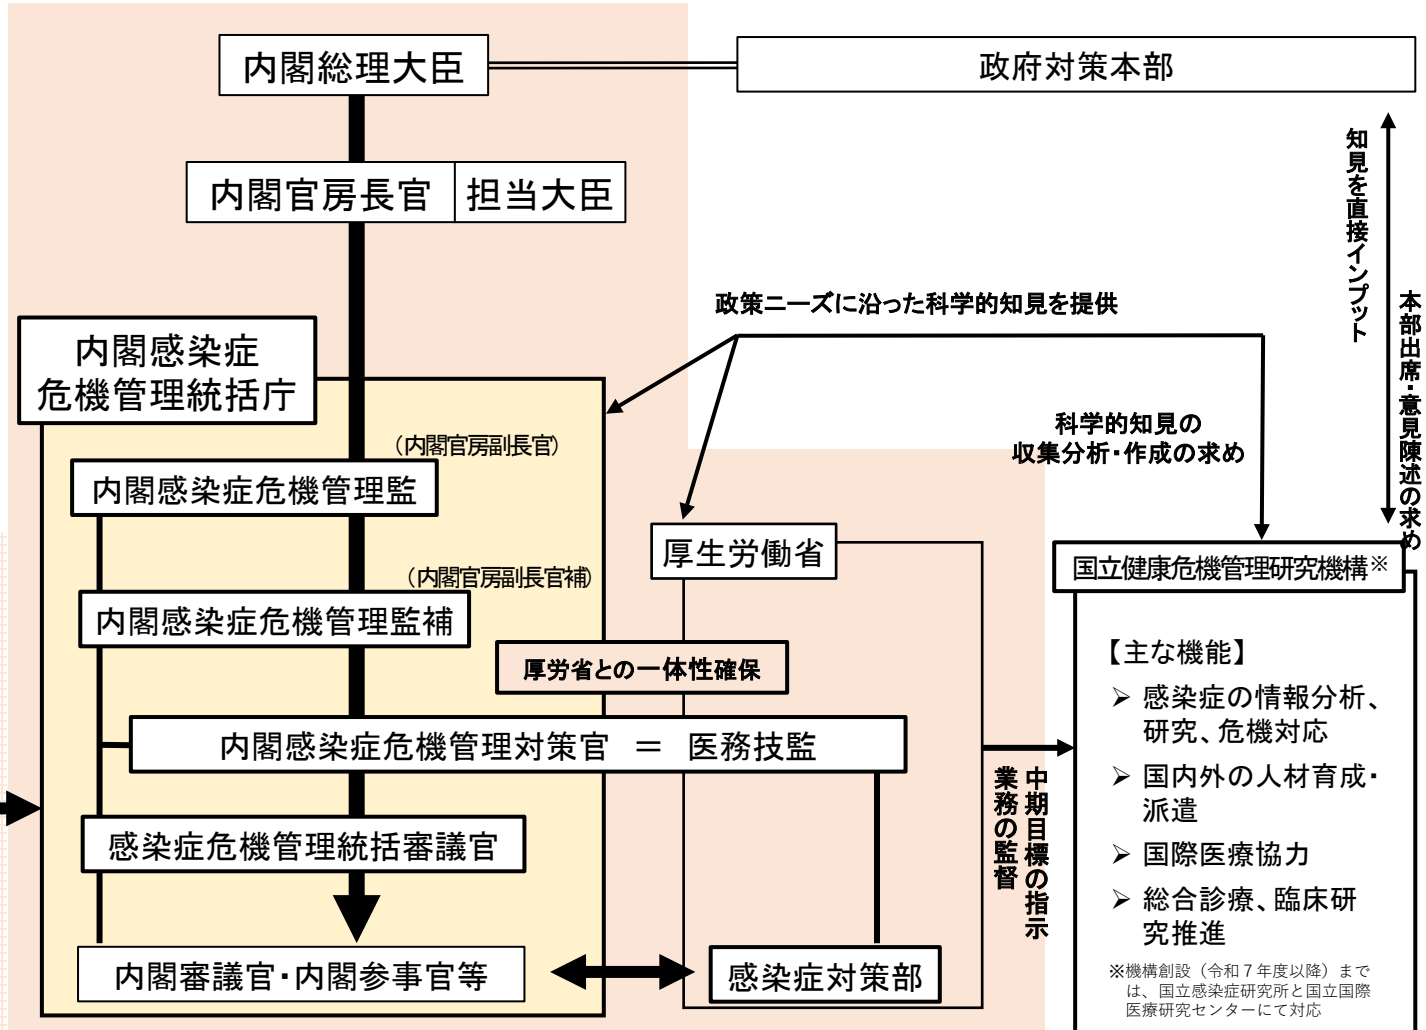 内閣総理大臣
政府対策本部
内閣官房長官
担当大臣
知見を直接インプット
本部出席・意見陳述の求め
政策ニーズに沿った科学的知見を提供
内閣感染症
危機管理統括庁
科学的知見の
収集分析・作成の求め
（内閣官房副長官）
内閣感染症危機管理監
厚生労働省
国立健康危機管理研究機構※
（内閣官房副長官補）
内閣感染症危機管理監補
厚労省との一体性確保
【主な機能】
➢ 感染症の情報分析、
研究、危機対応
➢ 国内外の人材育成・
派遣
➢ 国際医療協力
➢ 総合診療、臨床研
究推進
※機構創設（令和７年度以降）まで
は、国立感染症研究所と国立国際
医療研究センターにて対応
内閣感染症危機管理対策官 ＝ 医務技監
中期目標の指示
業務の監督
感染症危機管理統括審議官
内閣審議官・内閣参事官等
感染症対策部